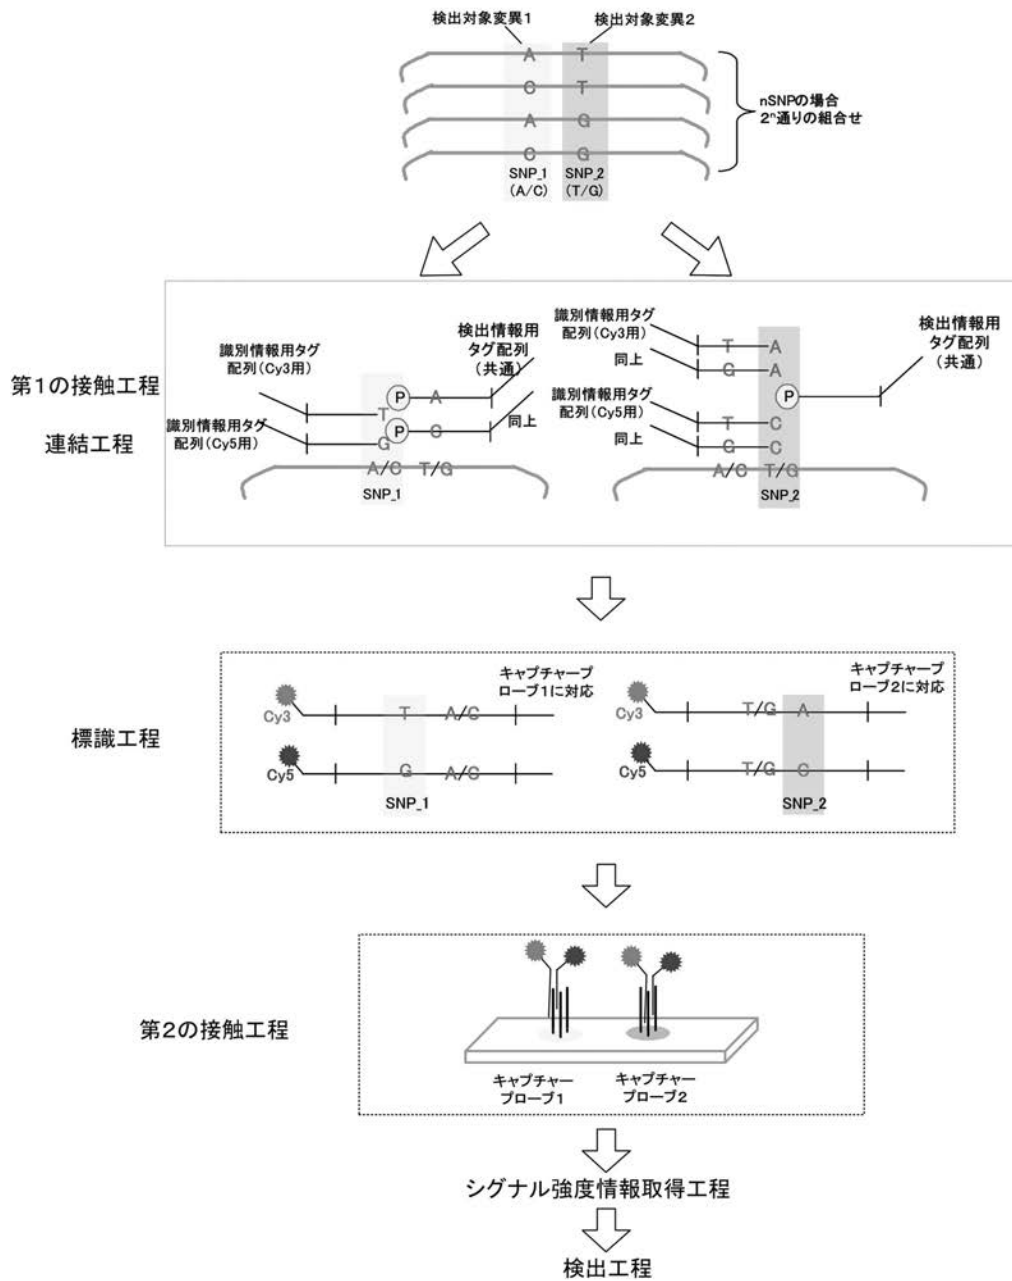 検出対象変異1
検出対象変異2
A T
C T
A G
C G
SNP_1
(A/C)
SNP_2
(T/G)
nSNPの場合
2ⁿ通りの組合せ
第1の接触工程
連結工程
識別情報用タグ
配列(Cy3用)
検出情報用
タグ配列
(共通)
P A
T
識別情報用タグ
配列(Cy5用)
P C
同上
G
A/C T/G
SNP_1
識別情報用タグ
配列(Cy3用)
T A
同上
G A
検出情報用
タグ配列
(共通)
P
識別情報用タグ
配列(Cy5用)
T C
同上
G C
A/C T/G
SNP_2
標識工程
キャプチャープ
ローブ1に対応
Cy3
T A/C
Cy5
G A/C
SNP_1
キャプチャープ
ローブ2に対応
Cy3
T/G A
Cy5
T/G C
SNP_2
第2の接触工程
キャプチャー
プローブ1
キャプチャー
プローブ2
シグナル強度情報取得工程
検出工程